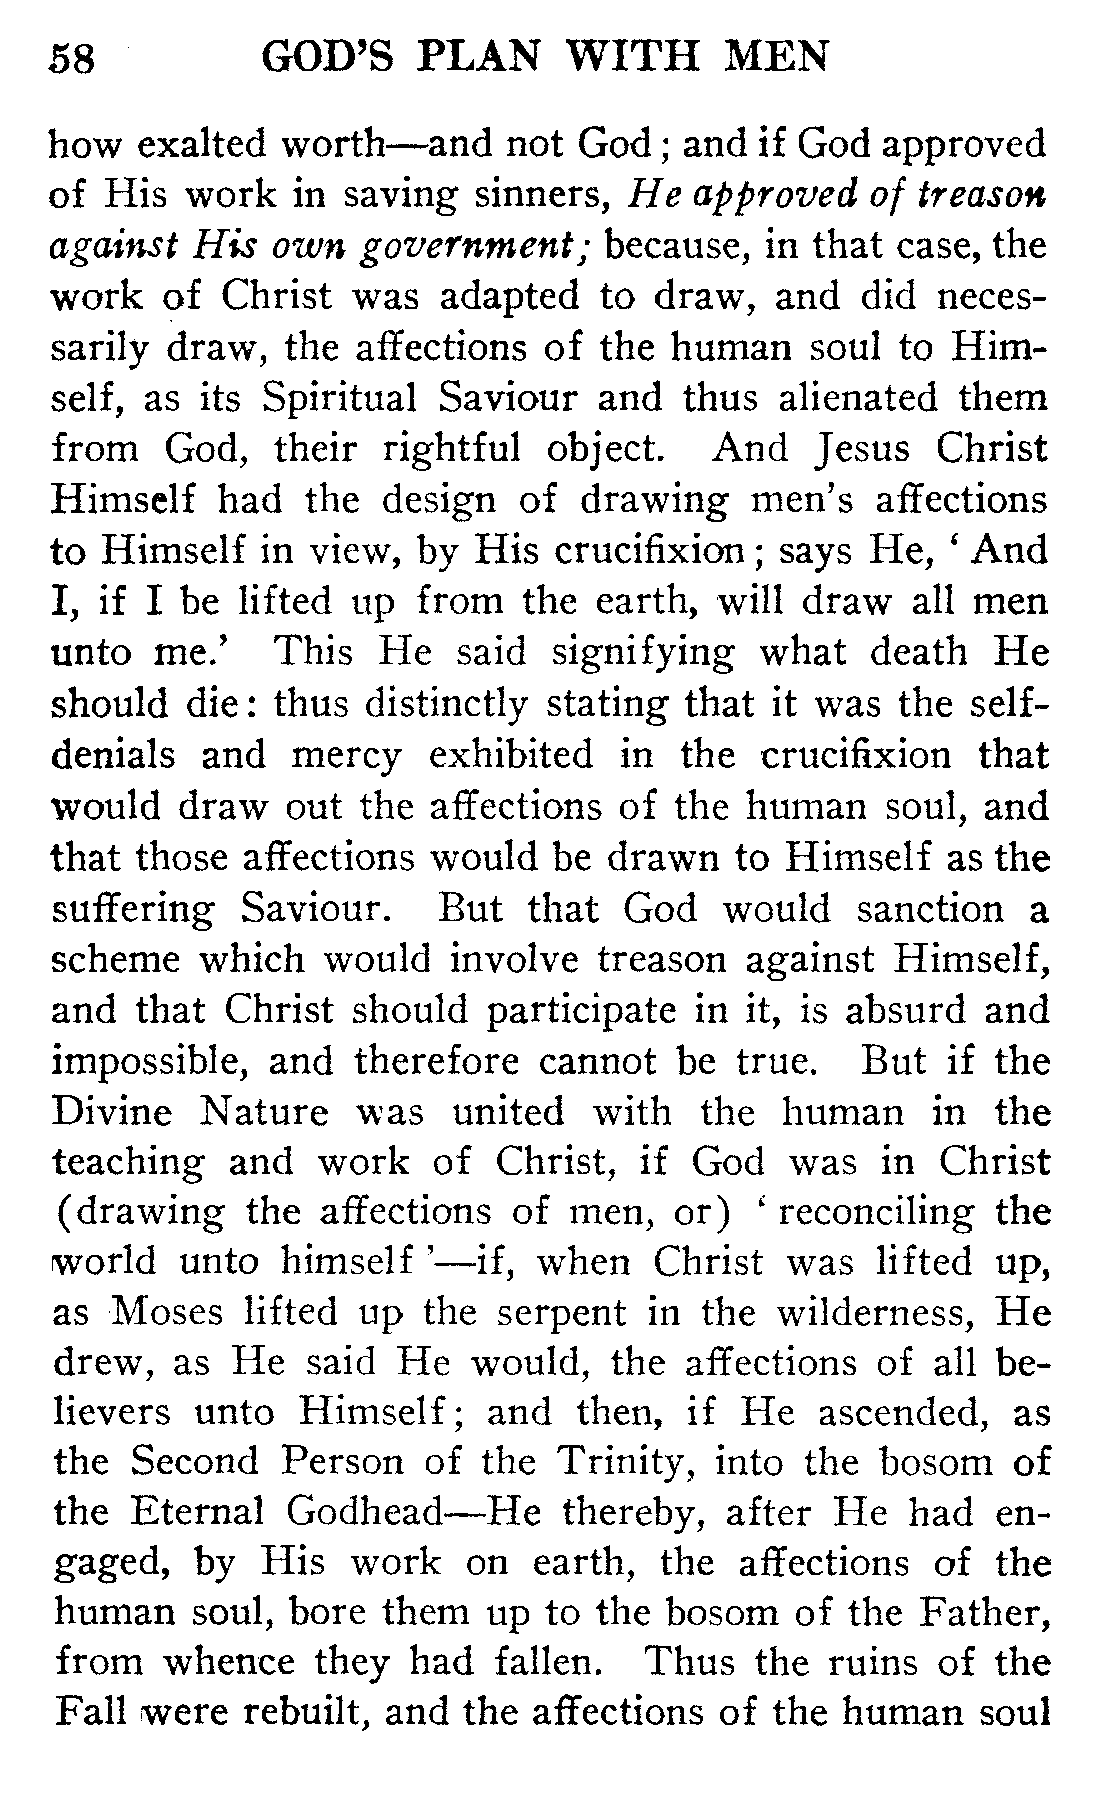 58 GOD'S PLAN WITH MEN
how exalted worth—and not God; and if God approved
of His work in saving sinners, He approved of treason
against His own government; because, in that case, the
work of Christ was adapted to draw, and did neces-
sarily draw, the affections of the human soul to Him-
self, as its Spiritual Saviour and thus alienated them
from God, their rightful object. And Jesus Christ
Himself had the design of drawing men's affections
to Himself in view, by His crucifixion; says He, ‘And
I, if I be lifted up from the earth, will draw all men
unto me.’ This He said signifying what death He
should die: thus distinctly stating that it was the self-
denials and mercy exhibited in the crucifixion that
would draw out the affections of the human soul, and
that those affections would be drawn to Himself as the
suffering Saviour. But that God would sanction a
scheme which would involve treason against Himself,
and that Christ should participate in it, is absurd and
impossible, and therefore cannot be true. But if the
Divine Nature was united with the human in the
teaching and work of Christ, if God was in Christ
(drawing the affections of men, or) ‘reconciling the
world unto himself’—if, when Christ was lifted up,
as Moses lifted up the serpent in the wilderness, He
drew, as He said He would, the affections of all be-
lievers unto Himself; and then, if He ascended, as
the Second Person of the Trinity, into the bosom of
the Eternal Godhead—He thereby, after He had en-
gaged, by His work on earth, the affections of the
human soul, bore them up to the bosom of the Father,
from whence they had fallen. Thus the ruins of the
Fall were rebuilt, and the affections of the human soul